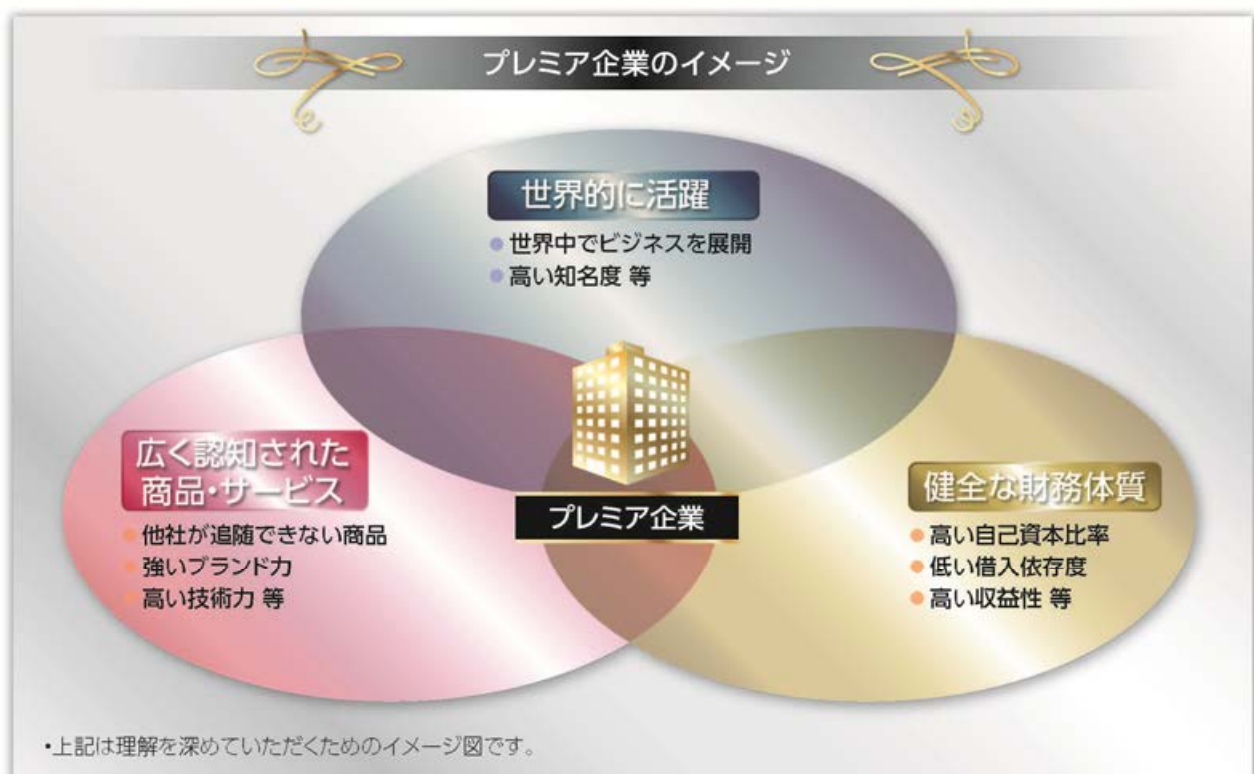 プレミア企業のイメージ
世界的に活躍
●世界中でビジネスを展開
●高い知名度 等
広く認知された
商品・サービス
●他社が追随できない商品
●強いブランド力
●高い技術力 等
プレミア企業
健全な財務体質
●高い自己資本比率
●低い借入依存度
●高い収益性 等
・上記は理解を深めていただくためのイメージ図です。